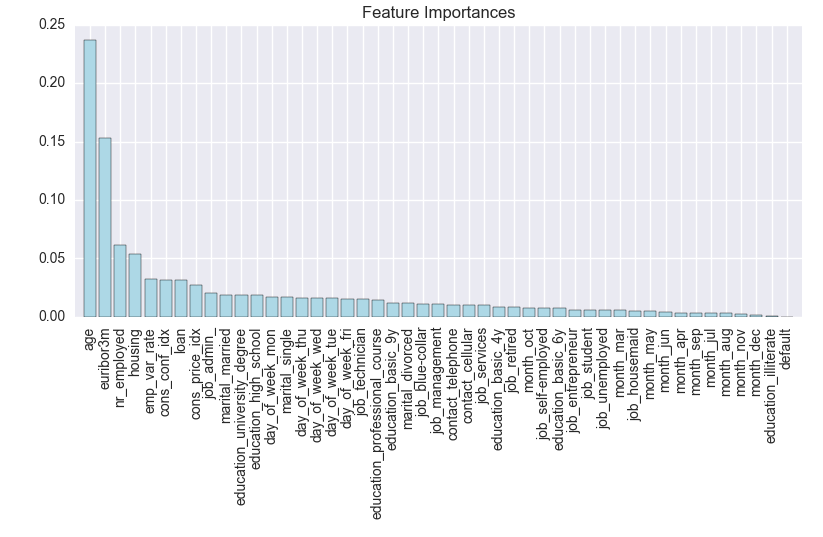 Feature Importances
0.25
0.20
0.15
0.10
0.05
0.00
age
euribor3m
nr_employed
housing
emp_var_rate
cons_conf_idx
loan
cons_price_idx
job_admin_
marital_married
education_university_degree
education_high_school
day_of_week_mon
marital_single
day_of_week_thu
day_of_week_wed
day_of_week_tue
day_of_week_fri
job_technician
education_professional_course
education_basic_9y
marital_divorced
job_blue-collar
job_management
contact_telephone
contact_cellular
job_services
education_basic_4y
job_retired
month_oct
job_self-employed
education_basic_6y
job_entrepreneur
job_student
job_unemployed
month_mar
job_housemaid
month_may
month_jun
month_apr
month_sep
month_jul
month_aug
month_nov
month_dec
education_illiterate
default